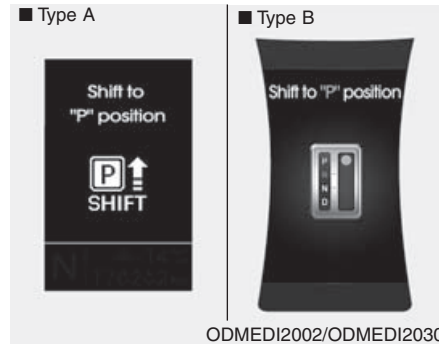 ■ Type A
Shift to
"P" position
P
SHIFT
N
■ Type B
Shift to "P" position
P
R
N
D
ODMEDI2002/ODMEDI2030